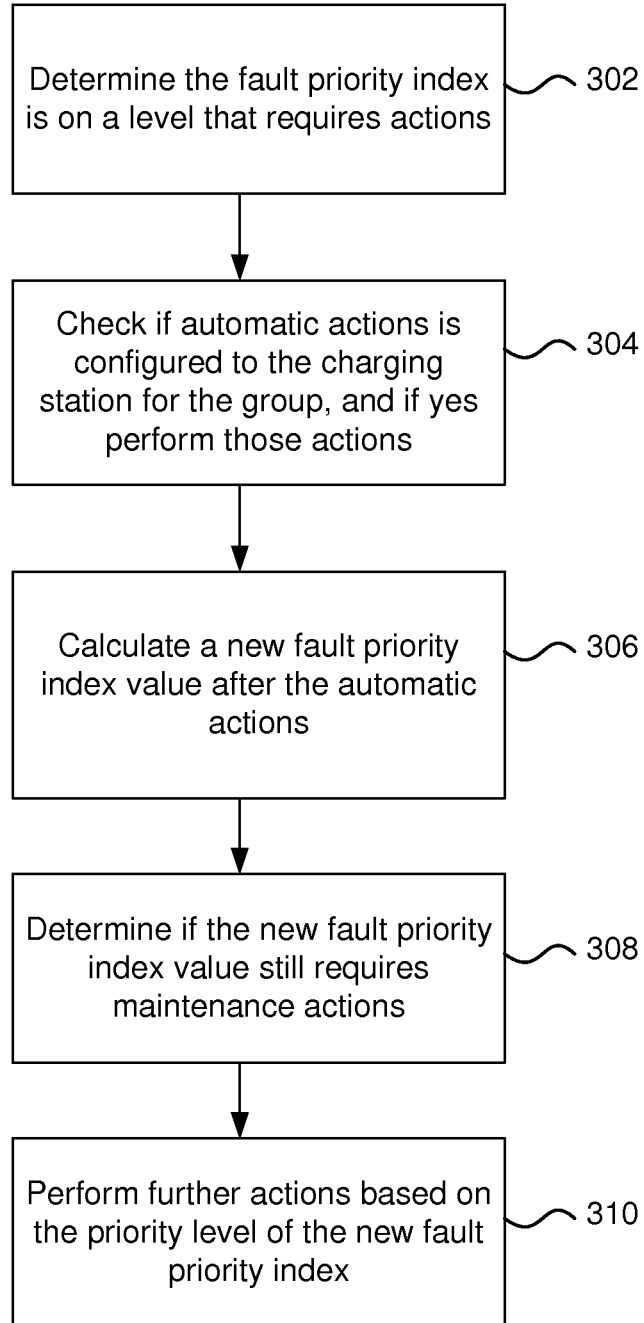 Determine the fault priority index
is on a level that requires actions
302
Check if automatic actions is
configured to the charging
station for the group, and if yes
perform those actions
304
Calculate a new fault priority
index value after the automatic
actions
306
Determine if the new fault priority
index value still requires
maintenance actions
308
Perform further actions based on
the priority level of the new fault
priority index
310